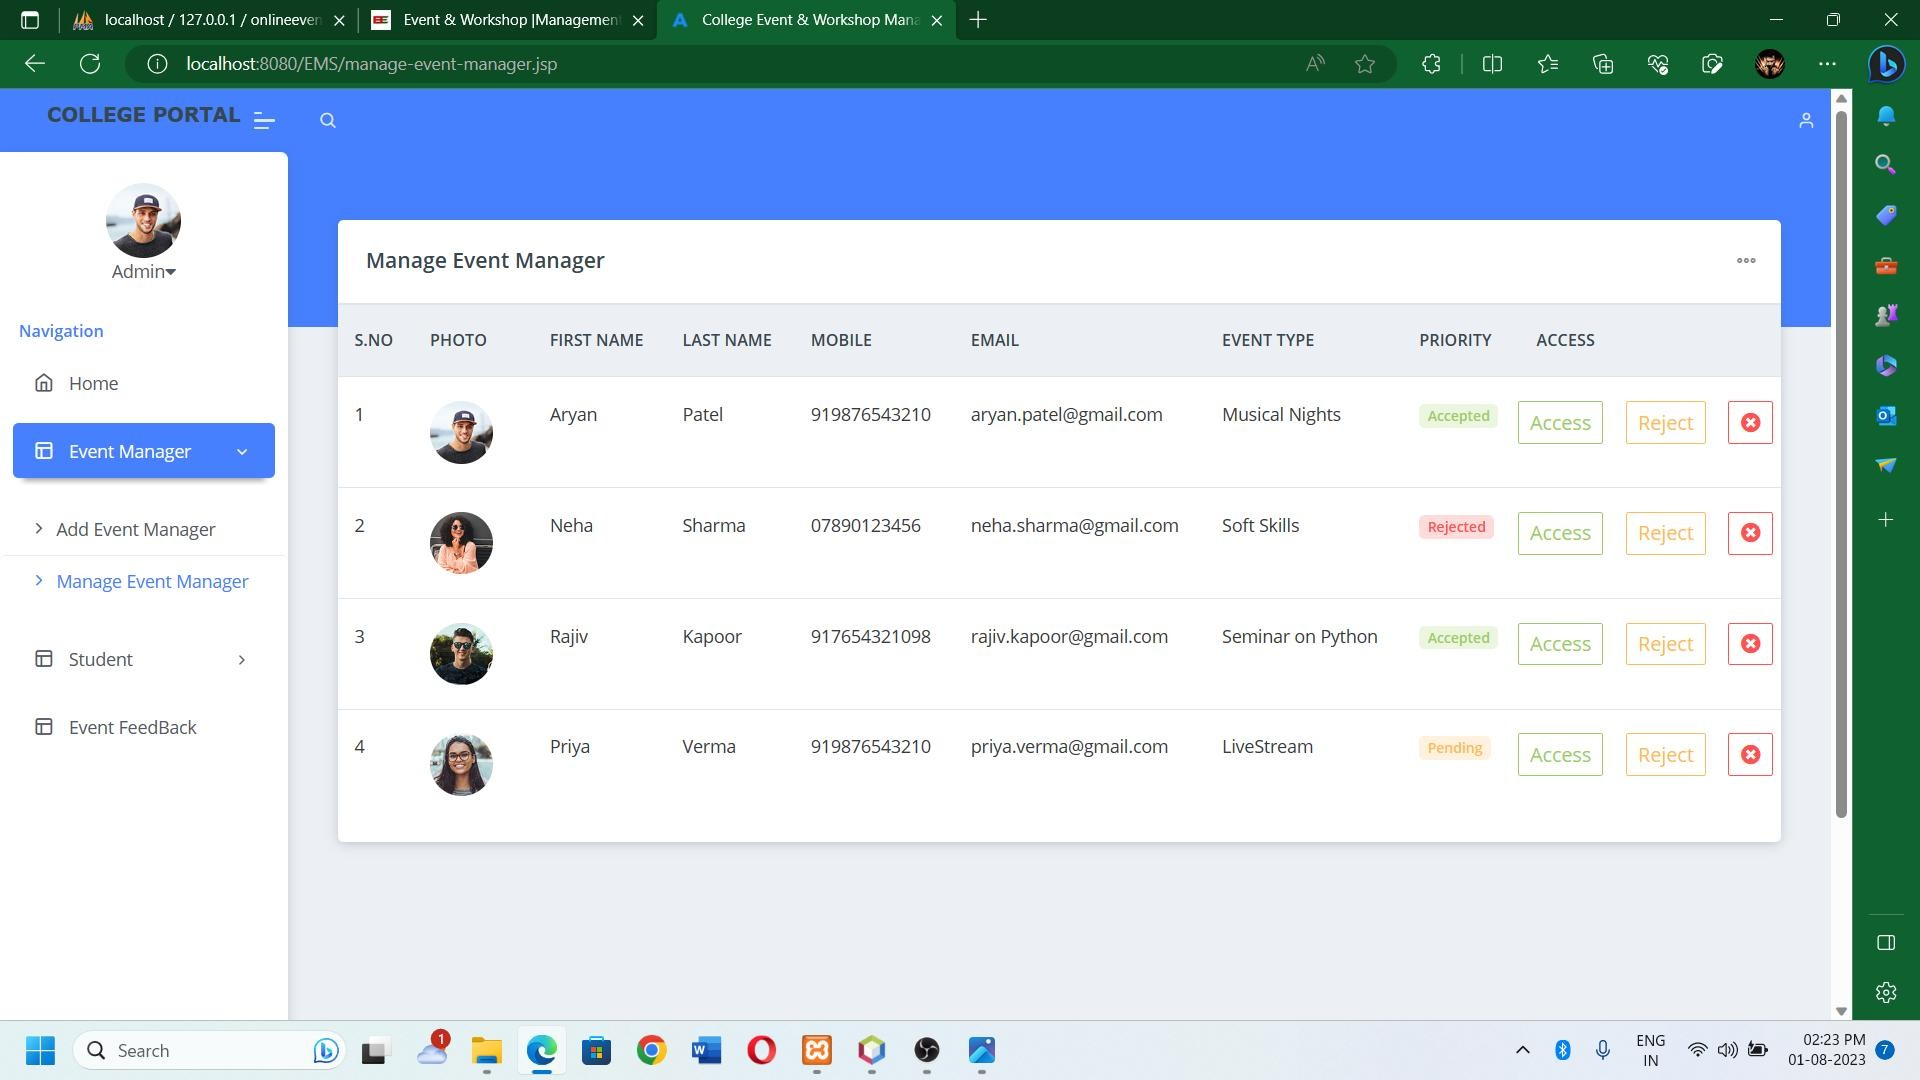 localhost / 127.0.0.1 / onlineeven
Event & Workshop |Management
College Event & Workshop Mana
localhost:8080/EMS/manage-event-manager.jsp
COLLEGE PORTAL
Admin
Navigation
Home
Event Manager
Add Event Manager
Manage Event Manager
Student
Event FeedBack
Manage Event Manager
S.NO PHOTO FIRST NAME LAST NAME MOBILE EMAIL EVENT TYPE PRIORITY ACCESS
1 Aryan Patel 919876543210 aryan.patel@gmail.com Musical Nights Accepted Access Reject
2 Neha Sharma 07890123456 neha.sharma@gmail.com Soft Skills Rejected Access Reject
3 Rajiv Kapoor 917654321098 rajiv.kapoor@gmail.com Seminar on Python Accepted Access Reject
4 Priya Verma 919876543210 priya.verma@gmail.com LiveStream Pending Access Reject
Search
1
ENG
IN
02:23 PM
01-08-2023
7